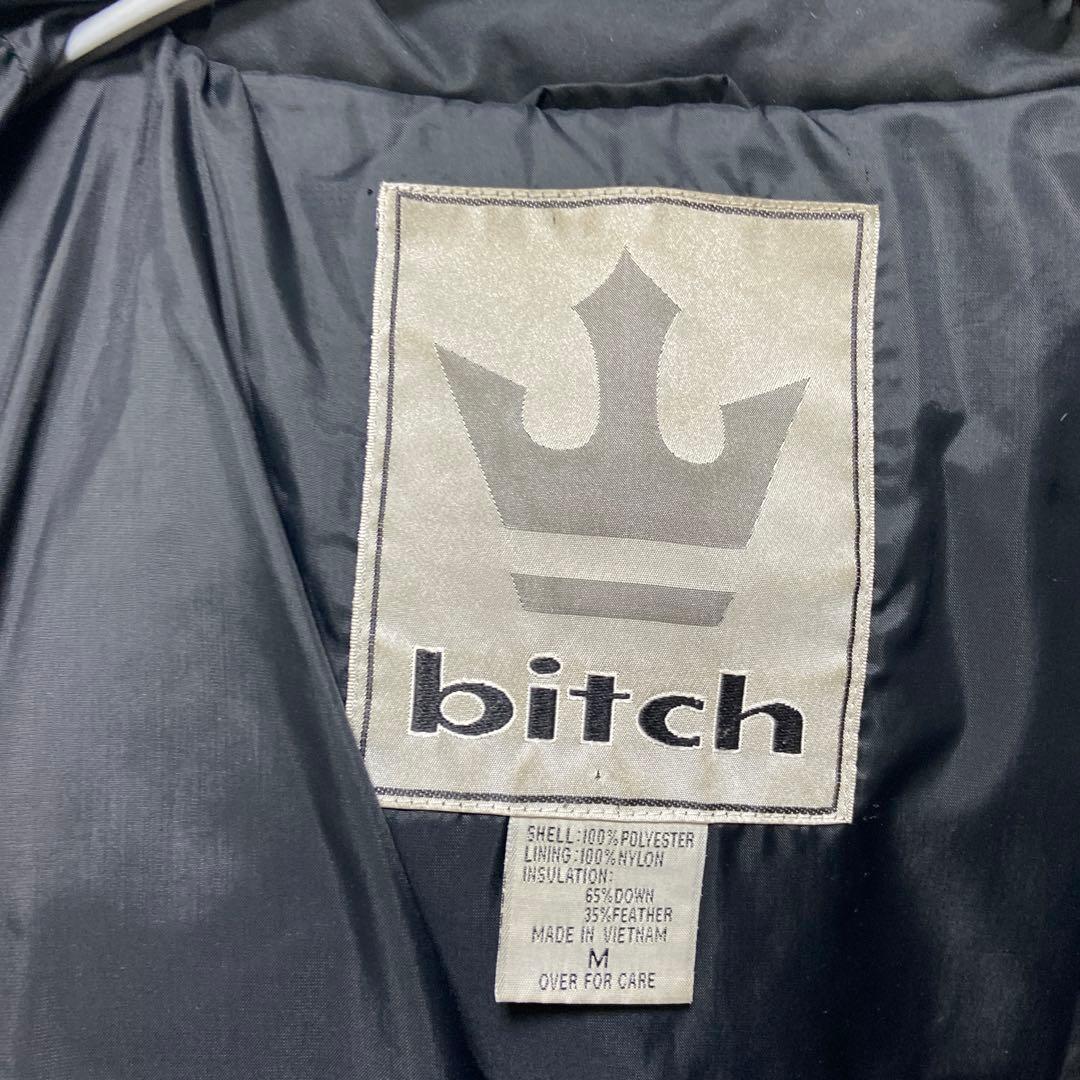 bitch
SHELL:100%POLYESTER
LINING:100%NYLON
INSULATION:
65%DOWN
35%FEATHER
MADE IN VIETNAM
M
OVER FOR CARE